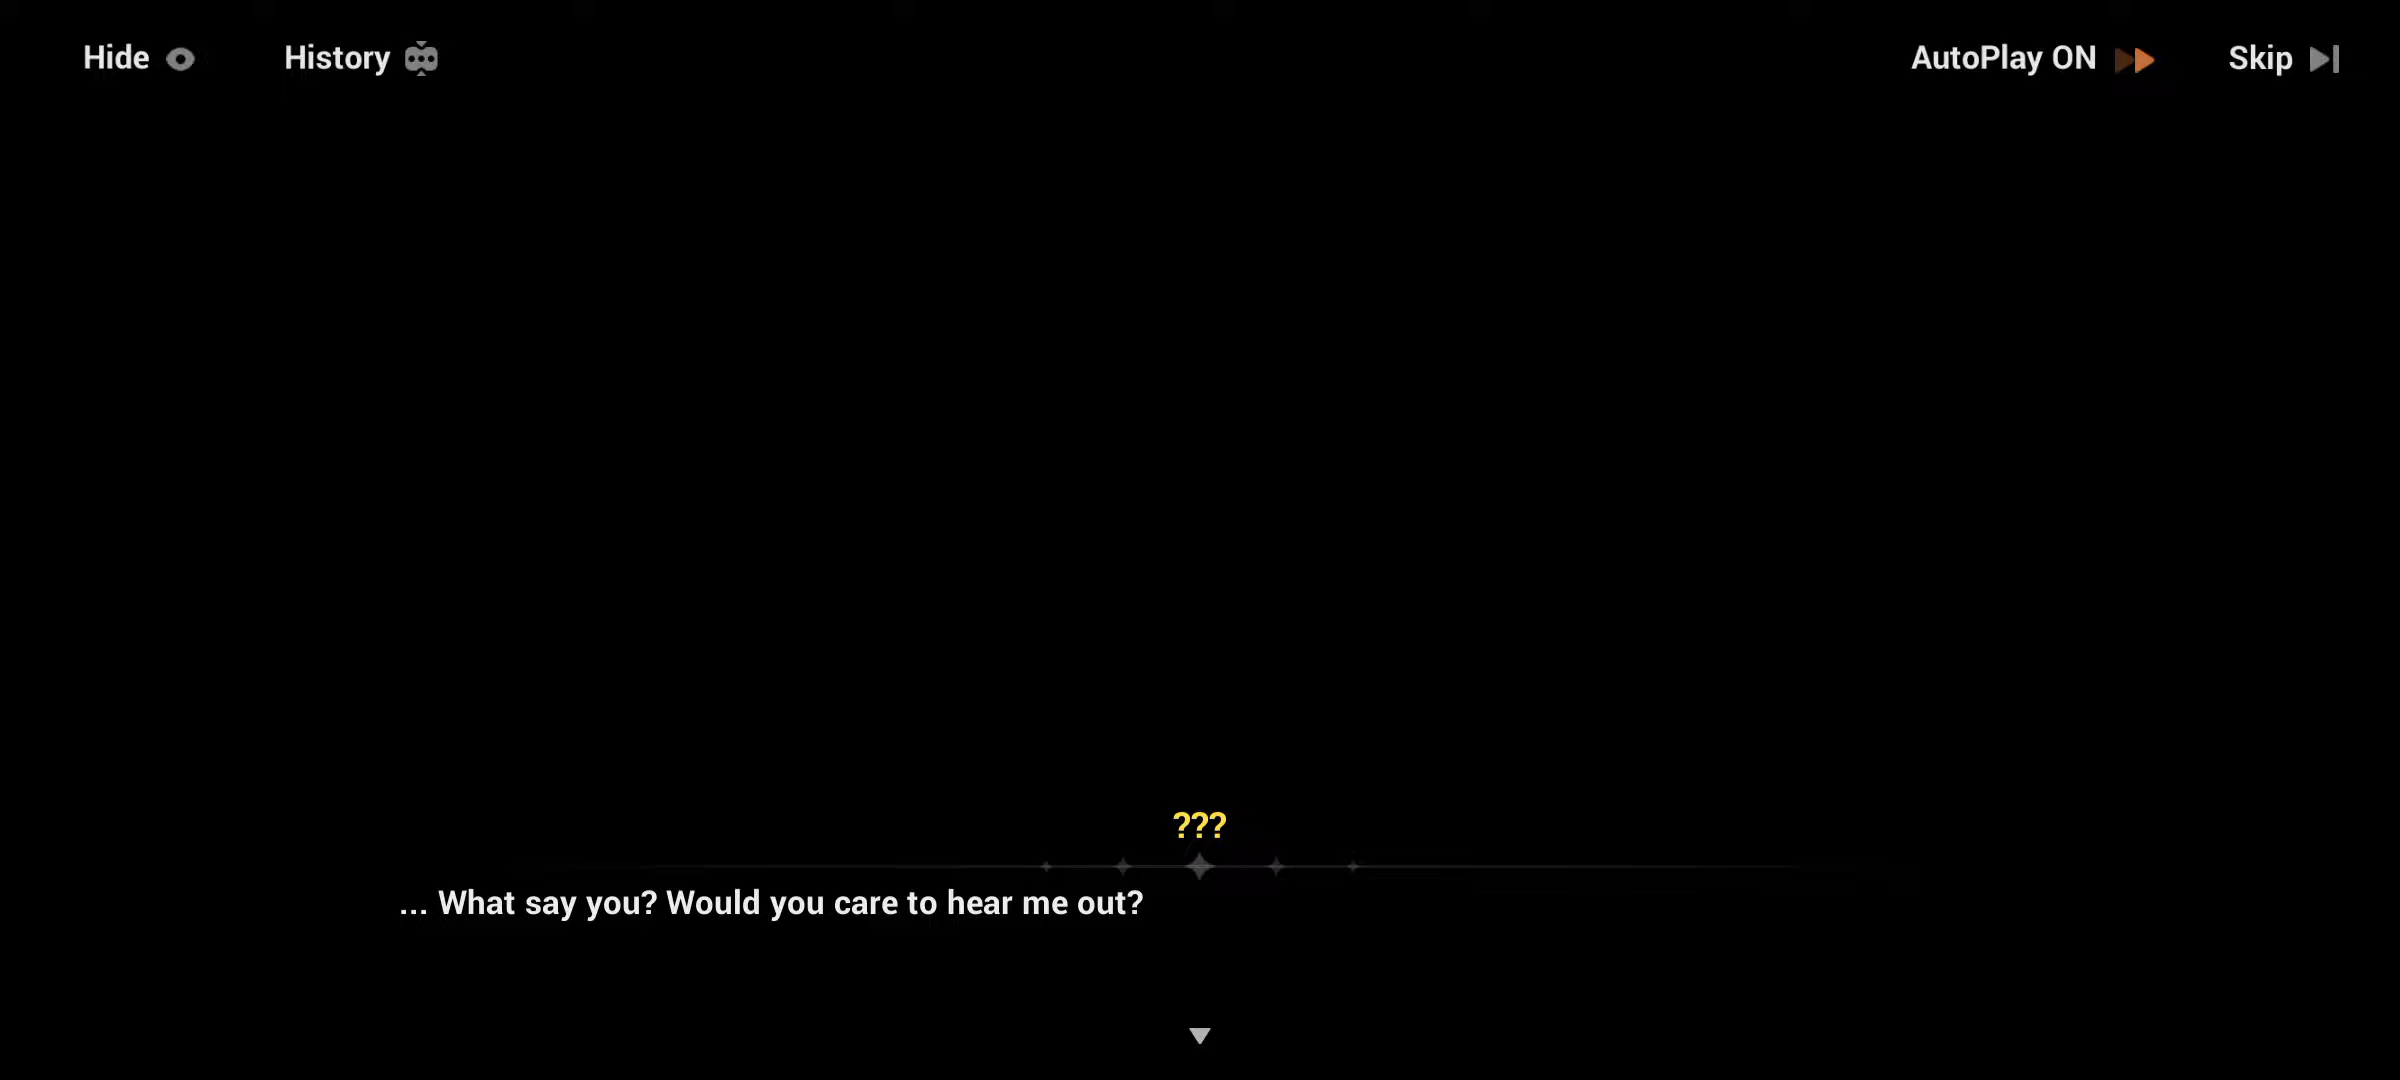 Hide
History
AutoPlay ON
Skip
???
... What say you? Would you care to hear me out?